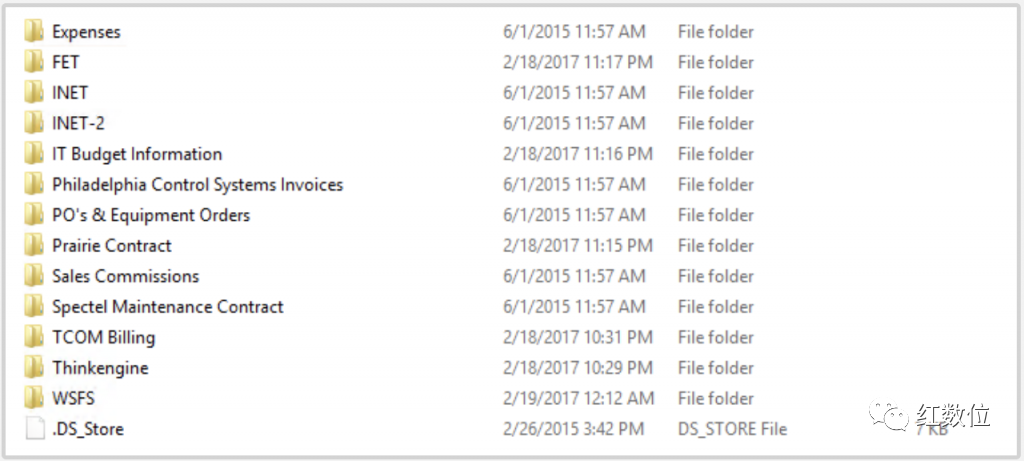 Expenses 6/1/2015 11:57 AM File folder
FET 2/18/2017 11:17 PM File folder
INET 6/1/2015 11:57 AM File folder
INET-2 6/1/2015 11:57 AM File folder
IT Budget Information 2/18/2017 11:16 PM File folder
Philadelphia Control Systems Invoices 6/1/2015 11:57 AM File folder
PO's & Equipment Orders 6/1/2015 11:57 AM File folder
Prairie Contract 2/18/2017 11:15 PM File folder
Sales Commissions 6/1/2015 11:57 AM File folder
Spectel Maintenance Contract 6/1/2015 11:57 AM File folder
TCOM Billing 2/18/2017 10:31 PM File folder
Thinkengine 2/18/2017 10:29 PM File folder
WSFS 2/19/2017 12:12 AM File folder
.DS_Store 2/26/2015 3:42 PM DS_STORE File 7 KB
红数位